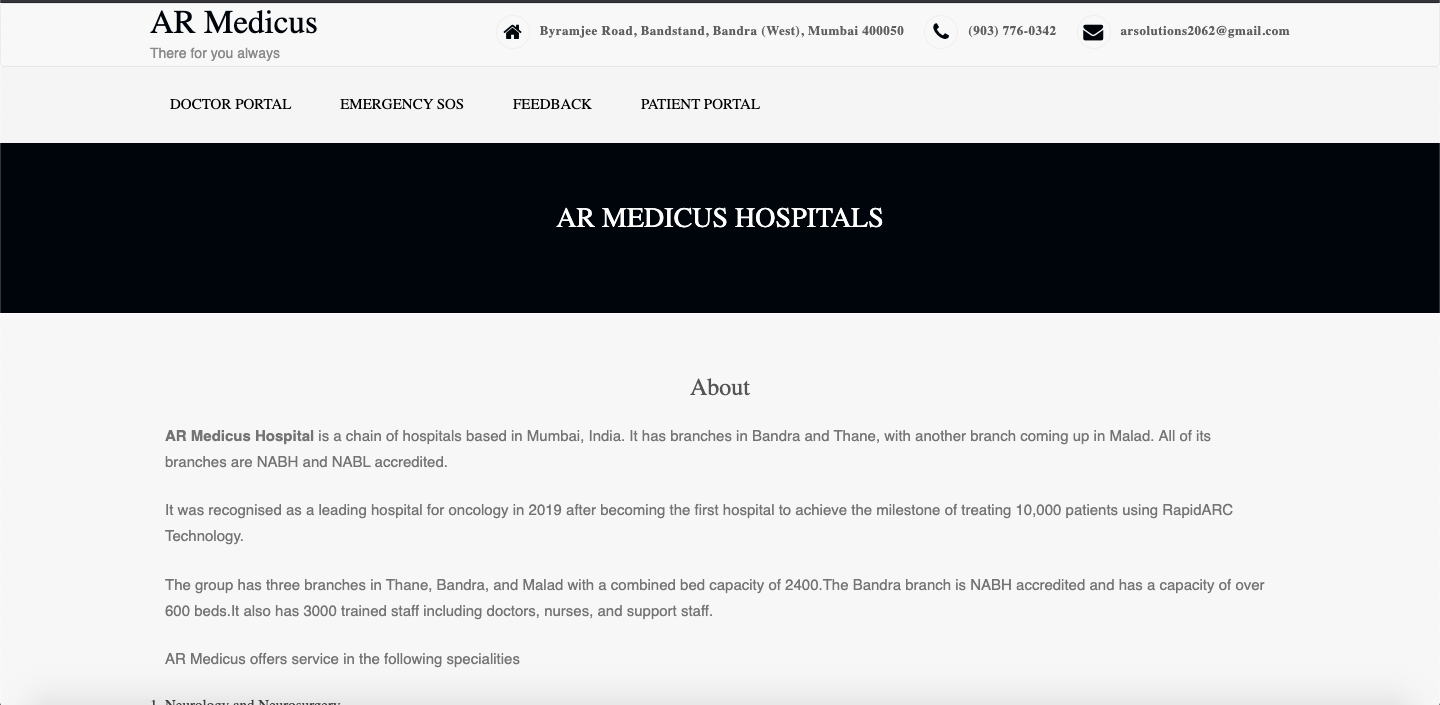 AR Medicus
There for you always
Byramjee Road, Bandstand, Bandra (West), Mumbai 400050
(903) 776-0342
arsolutions2062@gmail.com
DOCTOR PORTAL
EMERGENCY SOS
FEEDBACK
PATIENT PORTAL
AR MEDICUS HOSPITALS
About
AR Medicus Hospital is a chain of hospitals based in Mumbai, India. It has branches in Bandra and Thane, with another branch coming up in Malad. All of its
branches are NABH and NABL accredited.
It was recognised as a leading hospital for oncology in 2019 after becoming the first hospital to achieve the milestone of treating 10,000 patients using RapidARC
Technology.
The group has three branches in Thane, Bandra, and Malad with a combined bed capacity of 2400.The Bandra branch is NABH accredited and has a capacity of over
600 beds.It also has 3000 trained staff including doctors, nurses, and support staff.
AR Medicus offers service in the following specialities
1. Neurology and Neurosurgery